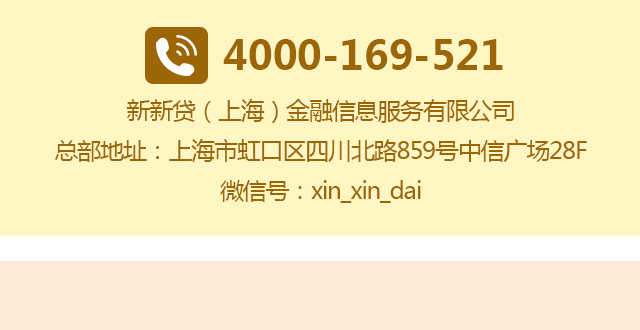 4000-169-521
新新贷（上海）金融信息服务有限公司
总部地址：上海市虹口区四川北路859号中信广场28F
微信号：xin_xin_dai